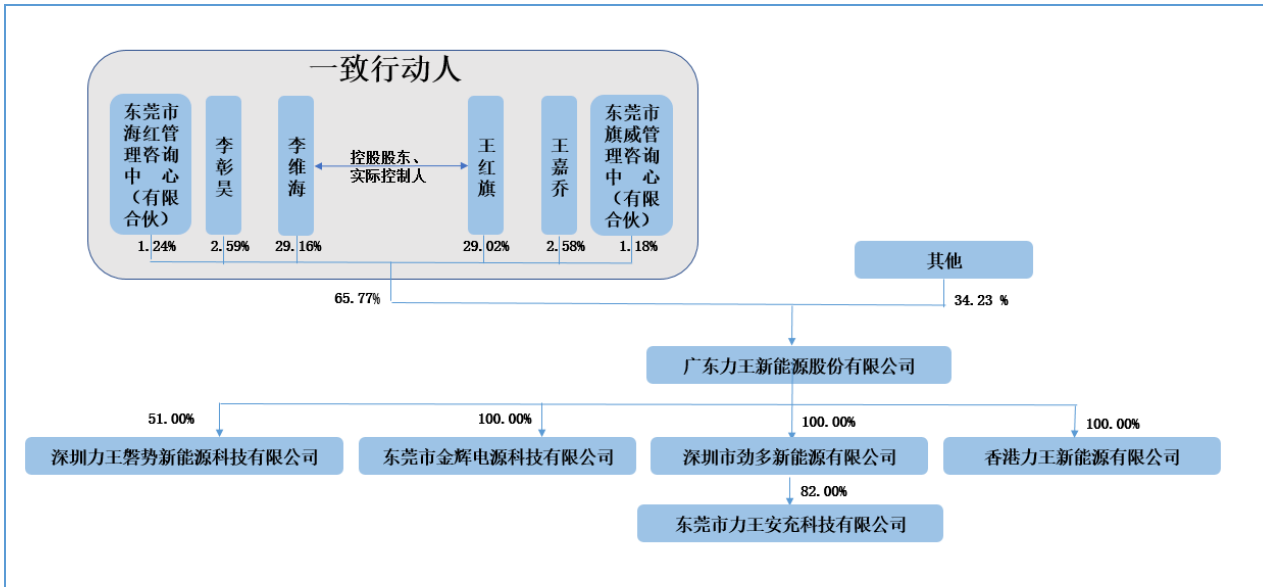 一致行动人
东莞市
海红管
理咨询
中心
（有限
合伙）
李彰昊
李维海
控股股东、
实际控制人
王红旗
王嘉乔
东莞市
旗威管
理咨询
中心
（有限
合伙）
1.24%
2.59%
29.16%
29.02%
2.58%
1.18%
其他
65.77%
34.23 %
广东力王新能源股份有限公司
51.00%
100.00%
100.00%
100.00%
深圳力王磐势新能源科技有限公司
东莞市金辉电源科技有限公司
深圳市劲多新能源有限公司
香港力王新能源有限公司
82.00%
东莞市力王安充科技有限公司